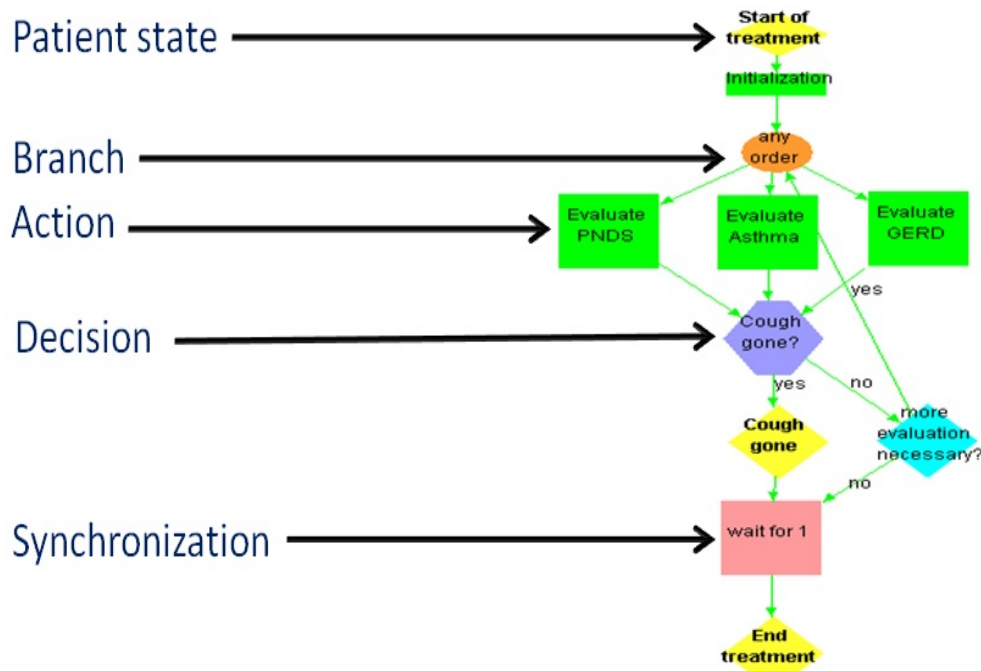 Patient state
Start of
treatment
Initialization
Branch
any
order
Action
Evaluate
PNDS
Evaluate
Asthma
Evaluate
GERD
yes
Decision
Cough
gone?
yes
no
Cough
gone
more
evaluation
necessary?
no
Synchronization
wait for 1
End
treatment